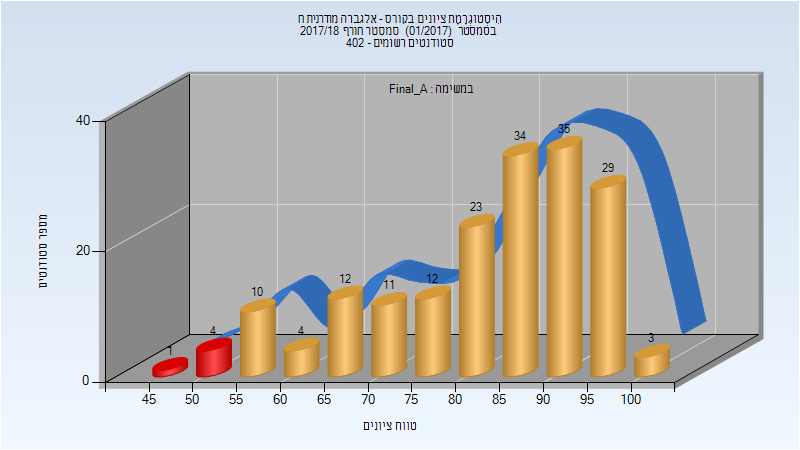 היסטוגרמת ציונים בקורס - אלגברה מודרנית ח
בסמסטר (01/2017) סמסטר חורף 2017/18
סטודנטים רשומים - 402
במשימה : Final_A
מספר סטודנטים
40
20
0
1
4
10
4
12
11
12
23
34
35
29
3
45 50 55 60 65 70 75 80 85 90 95 100
טווח ציונים